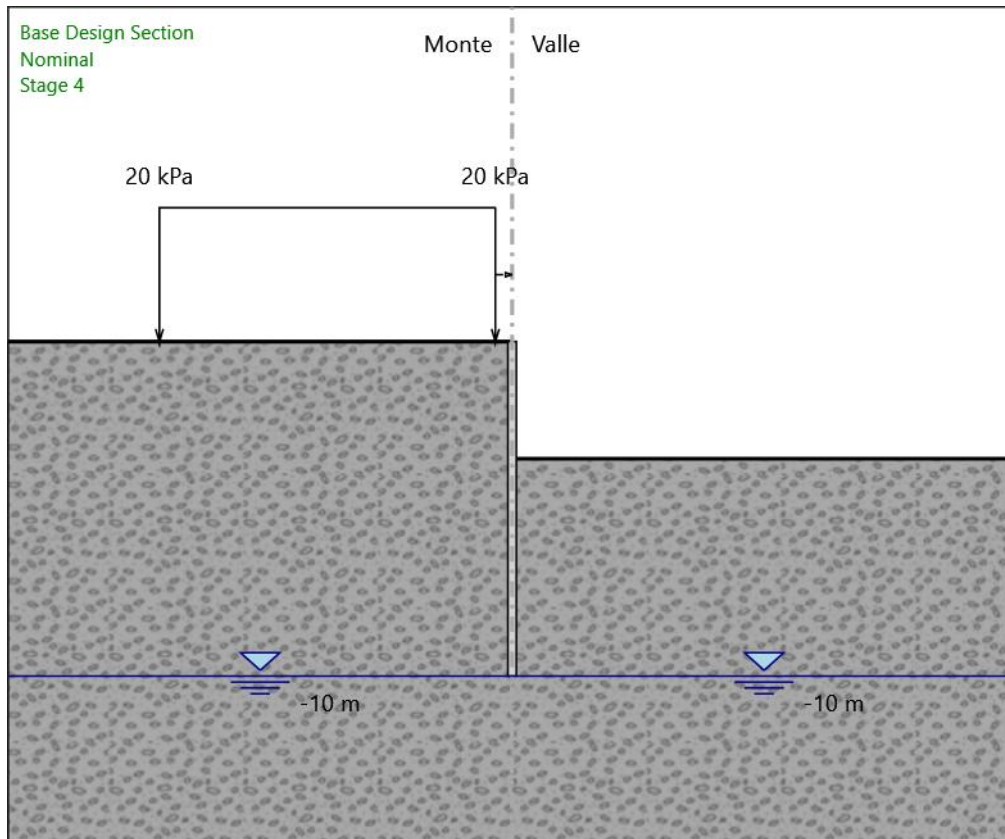 Base Design Section
Nominal
Stage 4
Monte
Valle
20 kPa
20 kPa
-10 m
-10 m